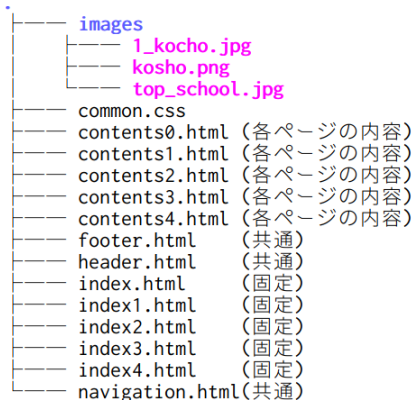 .
├── images
│   ├── 1_kocho.jpg
│   ├── kosho.png
│   └── top_school.jpg
├── common.css
├── contents0.html (各ページの内容)
├── contents1.html (各ページの内容)
├── contents2.html (各ページの内容)
├── contents3.html (各ページの内容)
├── contents4.html (各ページの内容)
├── footer.html (共通)
├── header.html (共通)
├── index.html (固定)
├── index1.html (固定)
├── index2.html (固定)
├── index3.html (固定)
├── index4.html (固定)
└── navigation.html(共通)